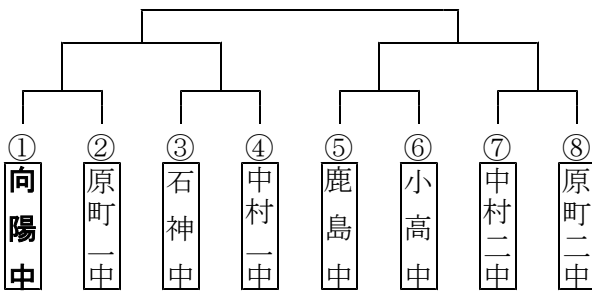 ① ② ③ ④ ⑤ ⑥ ⑦ ⑧
向陽中
原町一中
石神中
中村一中
鹿島中
小高中
中村二中
原町二中